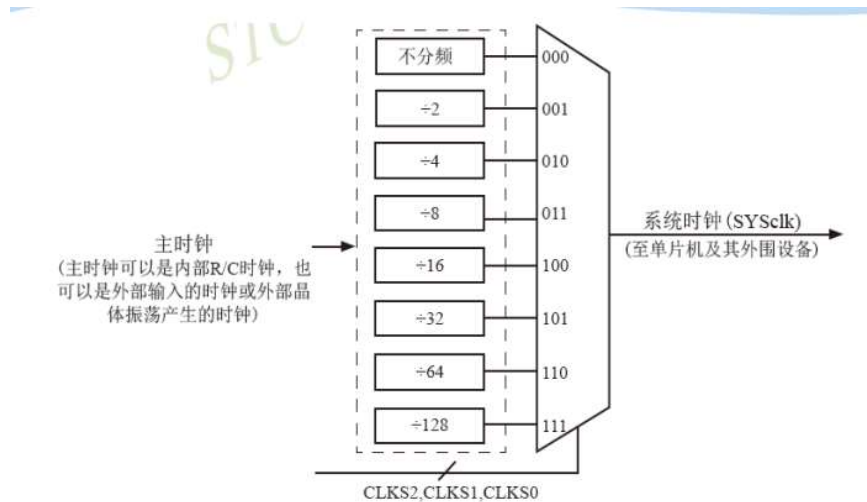 STC
不分频
000
÷2
001
÷4
010
÷8
011
÷16
100
÷32
101
÷64
110
÷128
111
主时钟
(主时钟可以是内部R/C时钟，也
可以是外部输入的时钟或外部晶
体振荡产生的时钟)
系统时钟(SYSclk)
(至单片机及其外围设备)
CLKS2,CLKS1,CLKS0